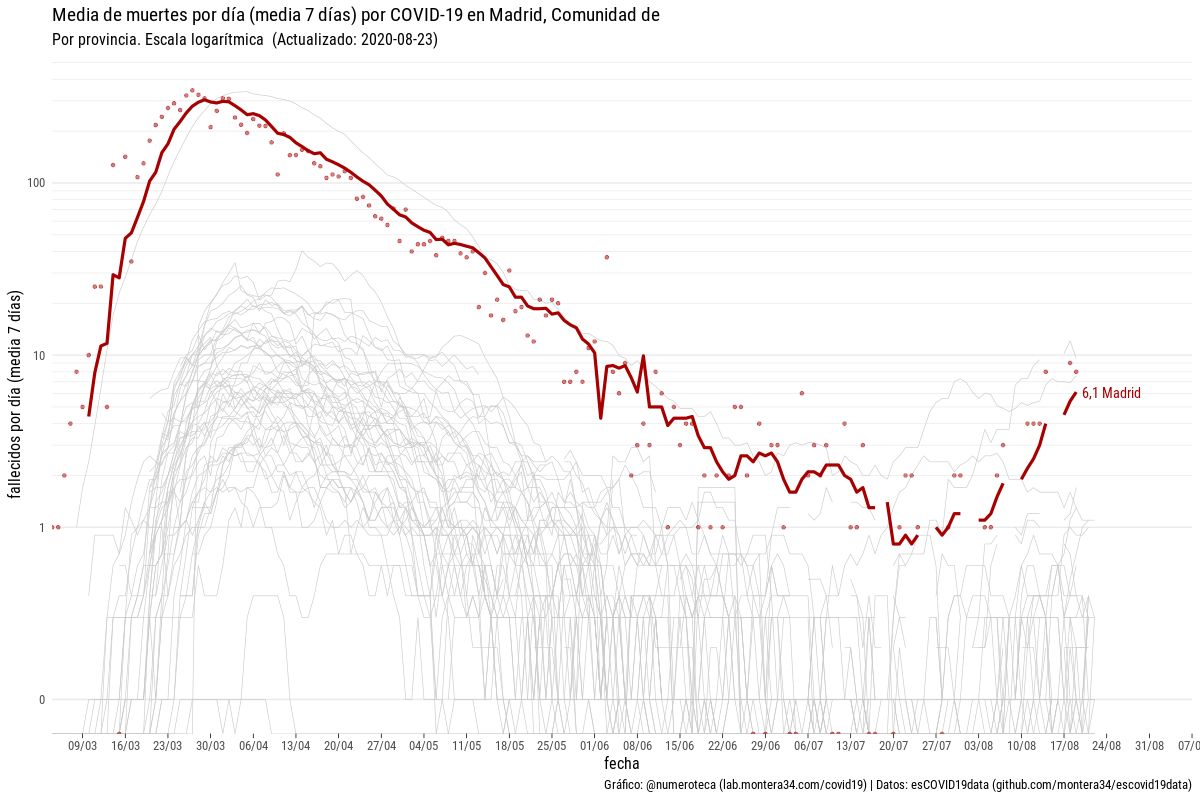 Media de muertes por día (media 7 días) por COVID-19 en Madrid, Comunidad de
Por provincia. Escala logarítmica  (Actualizado: 2020-08-23)
fallecidos por día (media 7 días)
100
10
1
0
6,1 Madrid
09/03 16/03 23/03 30/03 06/04 13/04 20/04 27/04 04/05 11/05 18/05 25/05 01/06 08/06 15/06 22/06 29/06 06/07 13/07 20/07 27/07 03/08 10/08 17/08 24/08 31/08 07/0
fecha
Gráfico: @numeroteca (lab.montera34.com/covid19) | Datos: esCOVID19data (github.com/montera34/escovid19data)